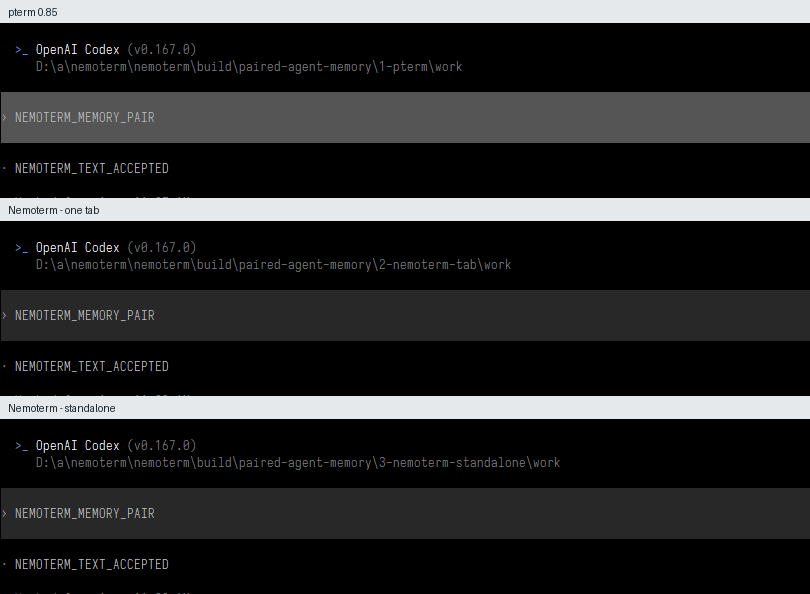 pterm 0.85
>_ OpenAI Codex (v0.167.0)
D:\a\nemoterm\nemoterm\build\paired-agent-memory\1-pterm\work
› NEMOTERM_MEMORY_PAIR
· NEMOTERM_TEXT_ACCEPTED
Nemoterm - one tab
>_ OpenAI Codex (v0.167.0)
D:\a\nemoterm\nemoterm\build\paired-agent-memory\2-nemoterm-tab\work
› NEMOTERM_MEMORY_PAIR
· NEMOTERM_TEXT_ACCEPTED
Nemoterm - standalone
>_ OpenAI Codex (v0.167.0)
D:\a\nemoterm\nemoterm\build\paired-agent-memory\3-nemoterm-standalone\work
› NEMOTERM_MEMORY_PAIR
· NEMOTERM_TEXT_ACCEPTED